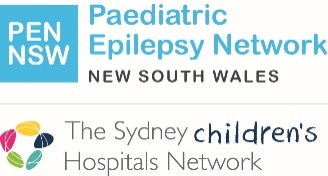 PEN
NSW
Paediatric
Epilepsy Network
NEW SOUTH WALES
The Sydney children's
Hospitals Network